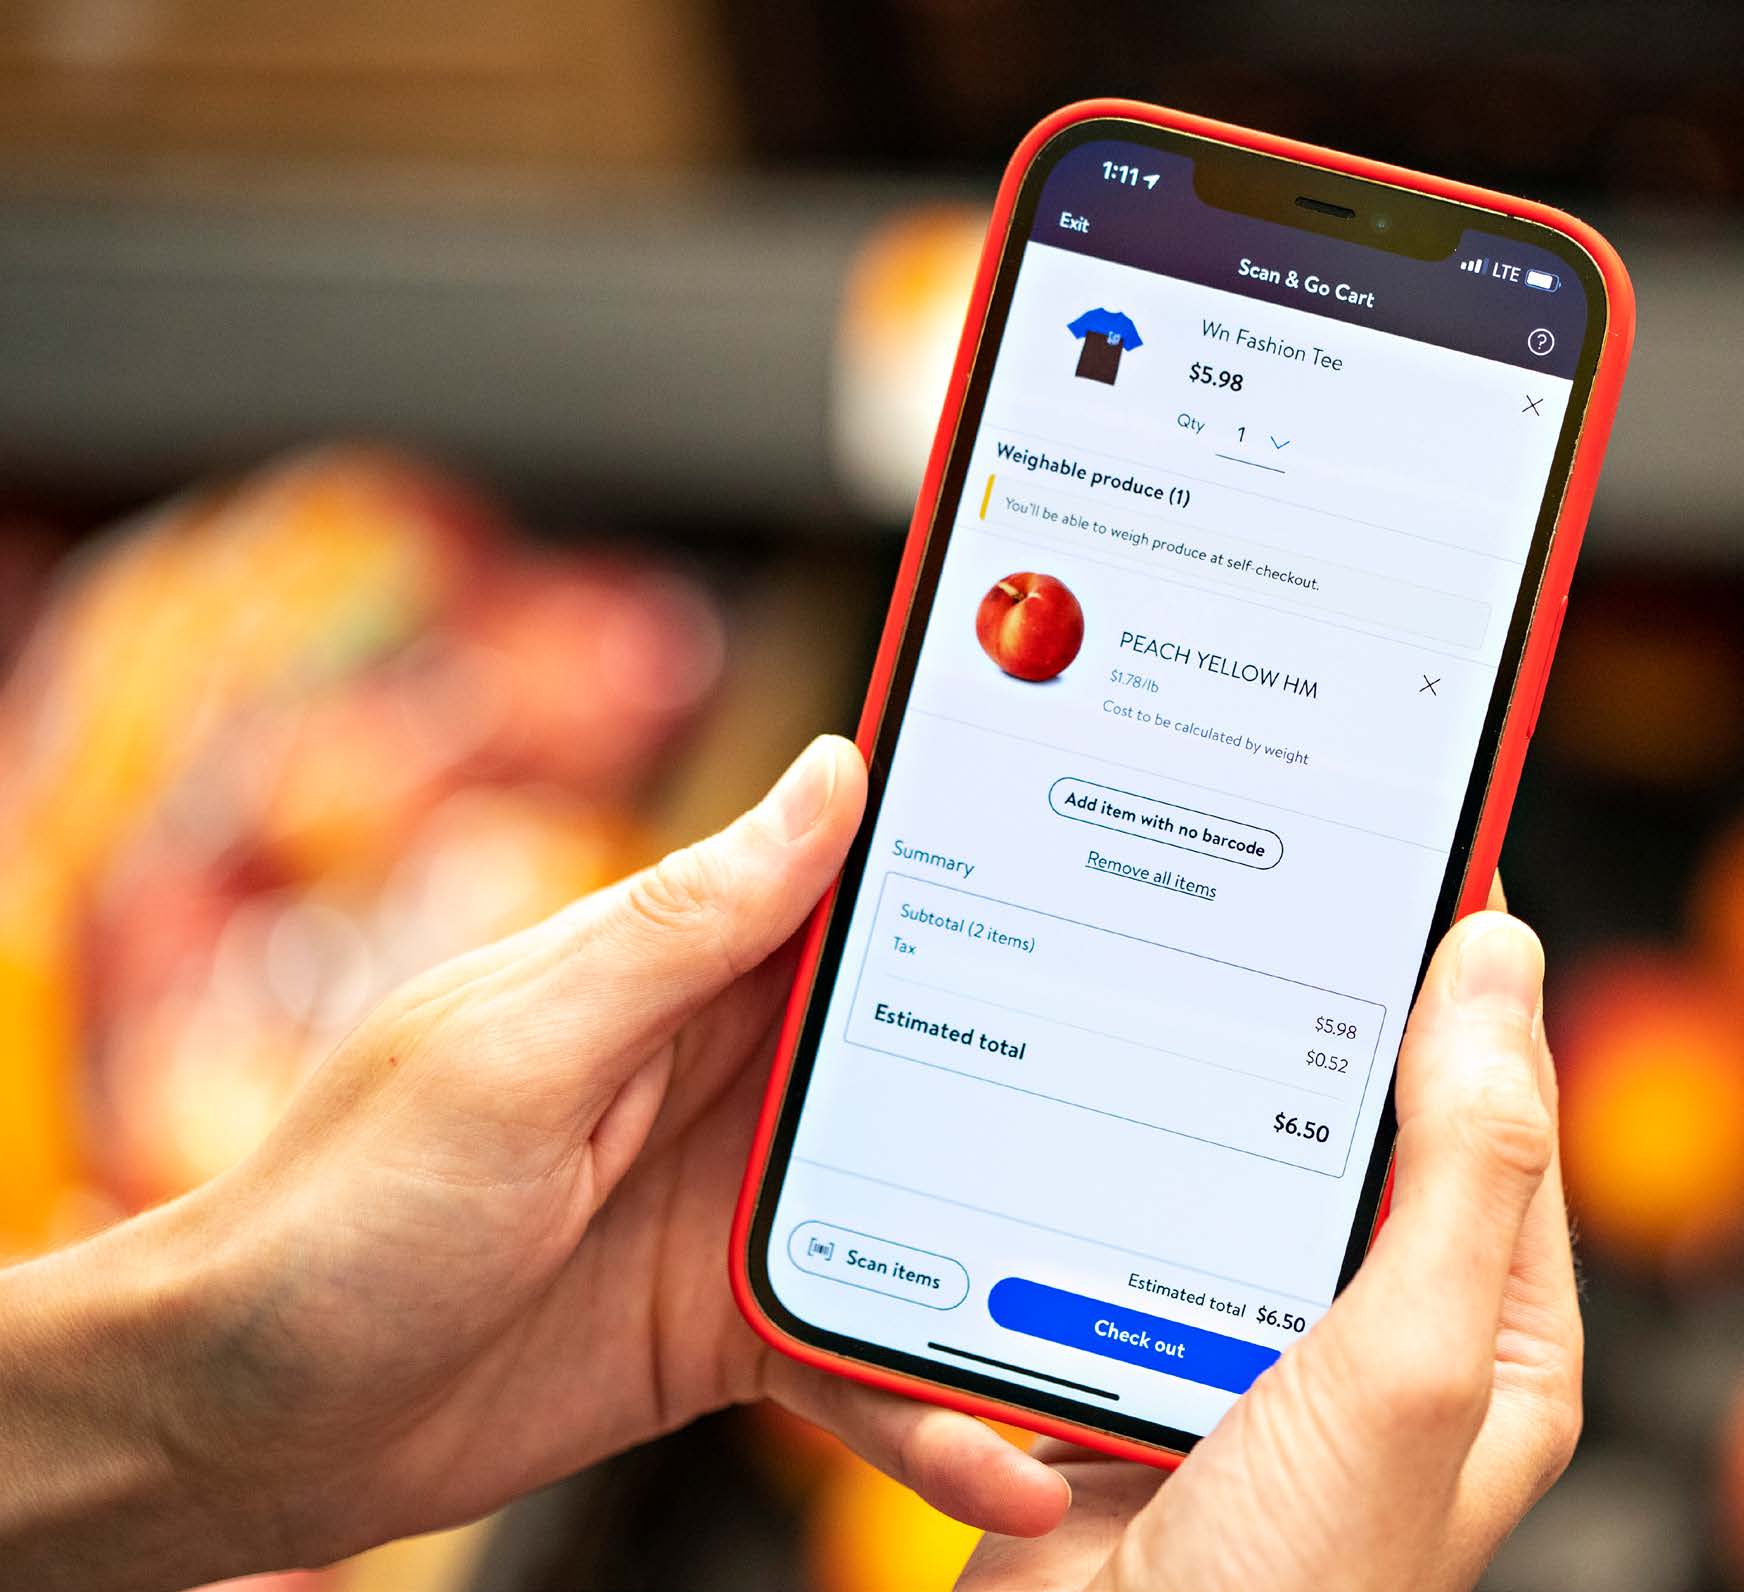 1:11
LTE
Exit
Scan & Go Cart
?
Wn Fashion Tee
$5.98
Qty 1
Weighable produce (1)
You'll be able to weigh produce at self-checkout.
PEACH YELLOW HM
$1.78/lb
Cost to be calculated by weight
Add item with no barcode
Remove all items
Summary
Subtotal (2 items) $5.98
Tax $0.52
Estimated total $6.50
Scan items
Estimated total $6.50
Check out